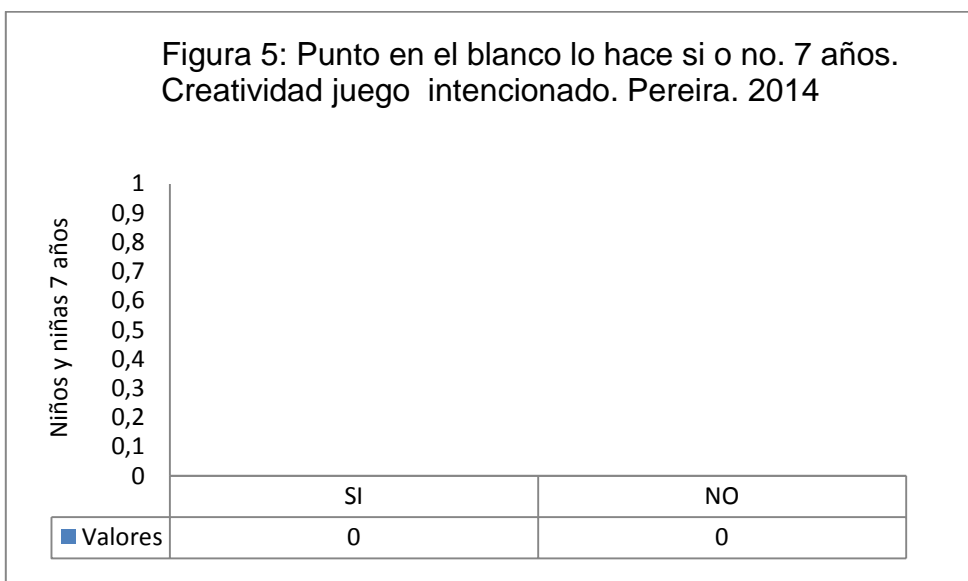 Figura 5: Punto en el blanco lo hace si o no. 7 años.
Creatividad juego  intencionado. Pereira. 2014
Niños y niñas 7 años
1
0,9
0,8
0,7
0,6
0,5
0,4
0,3
0,2
0,1
0
SI NO
Valores 0 0